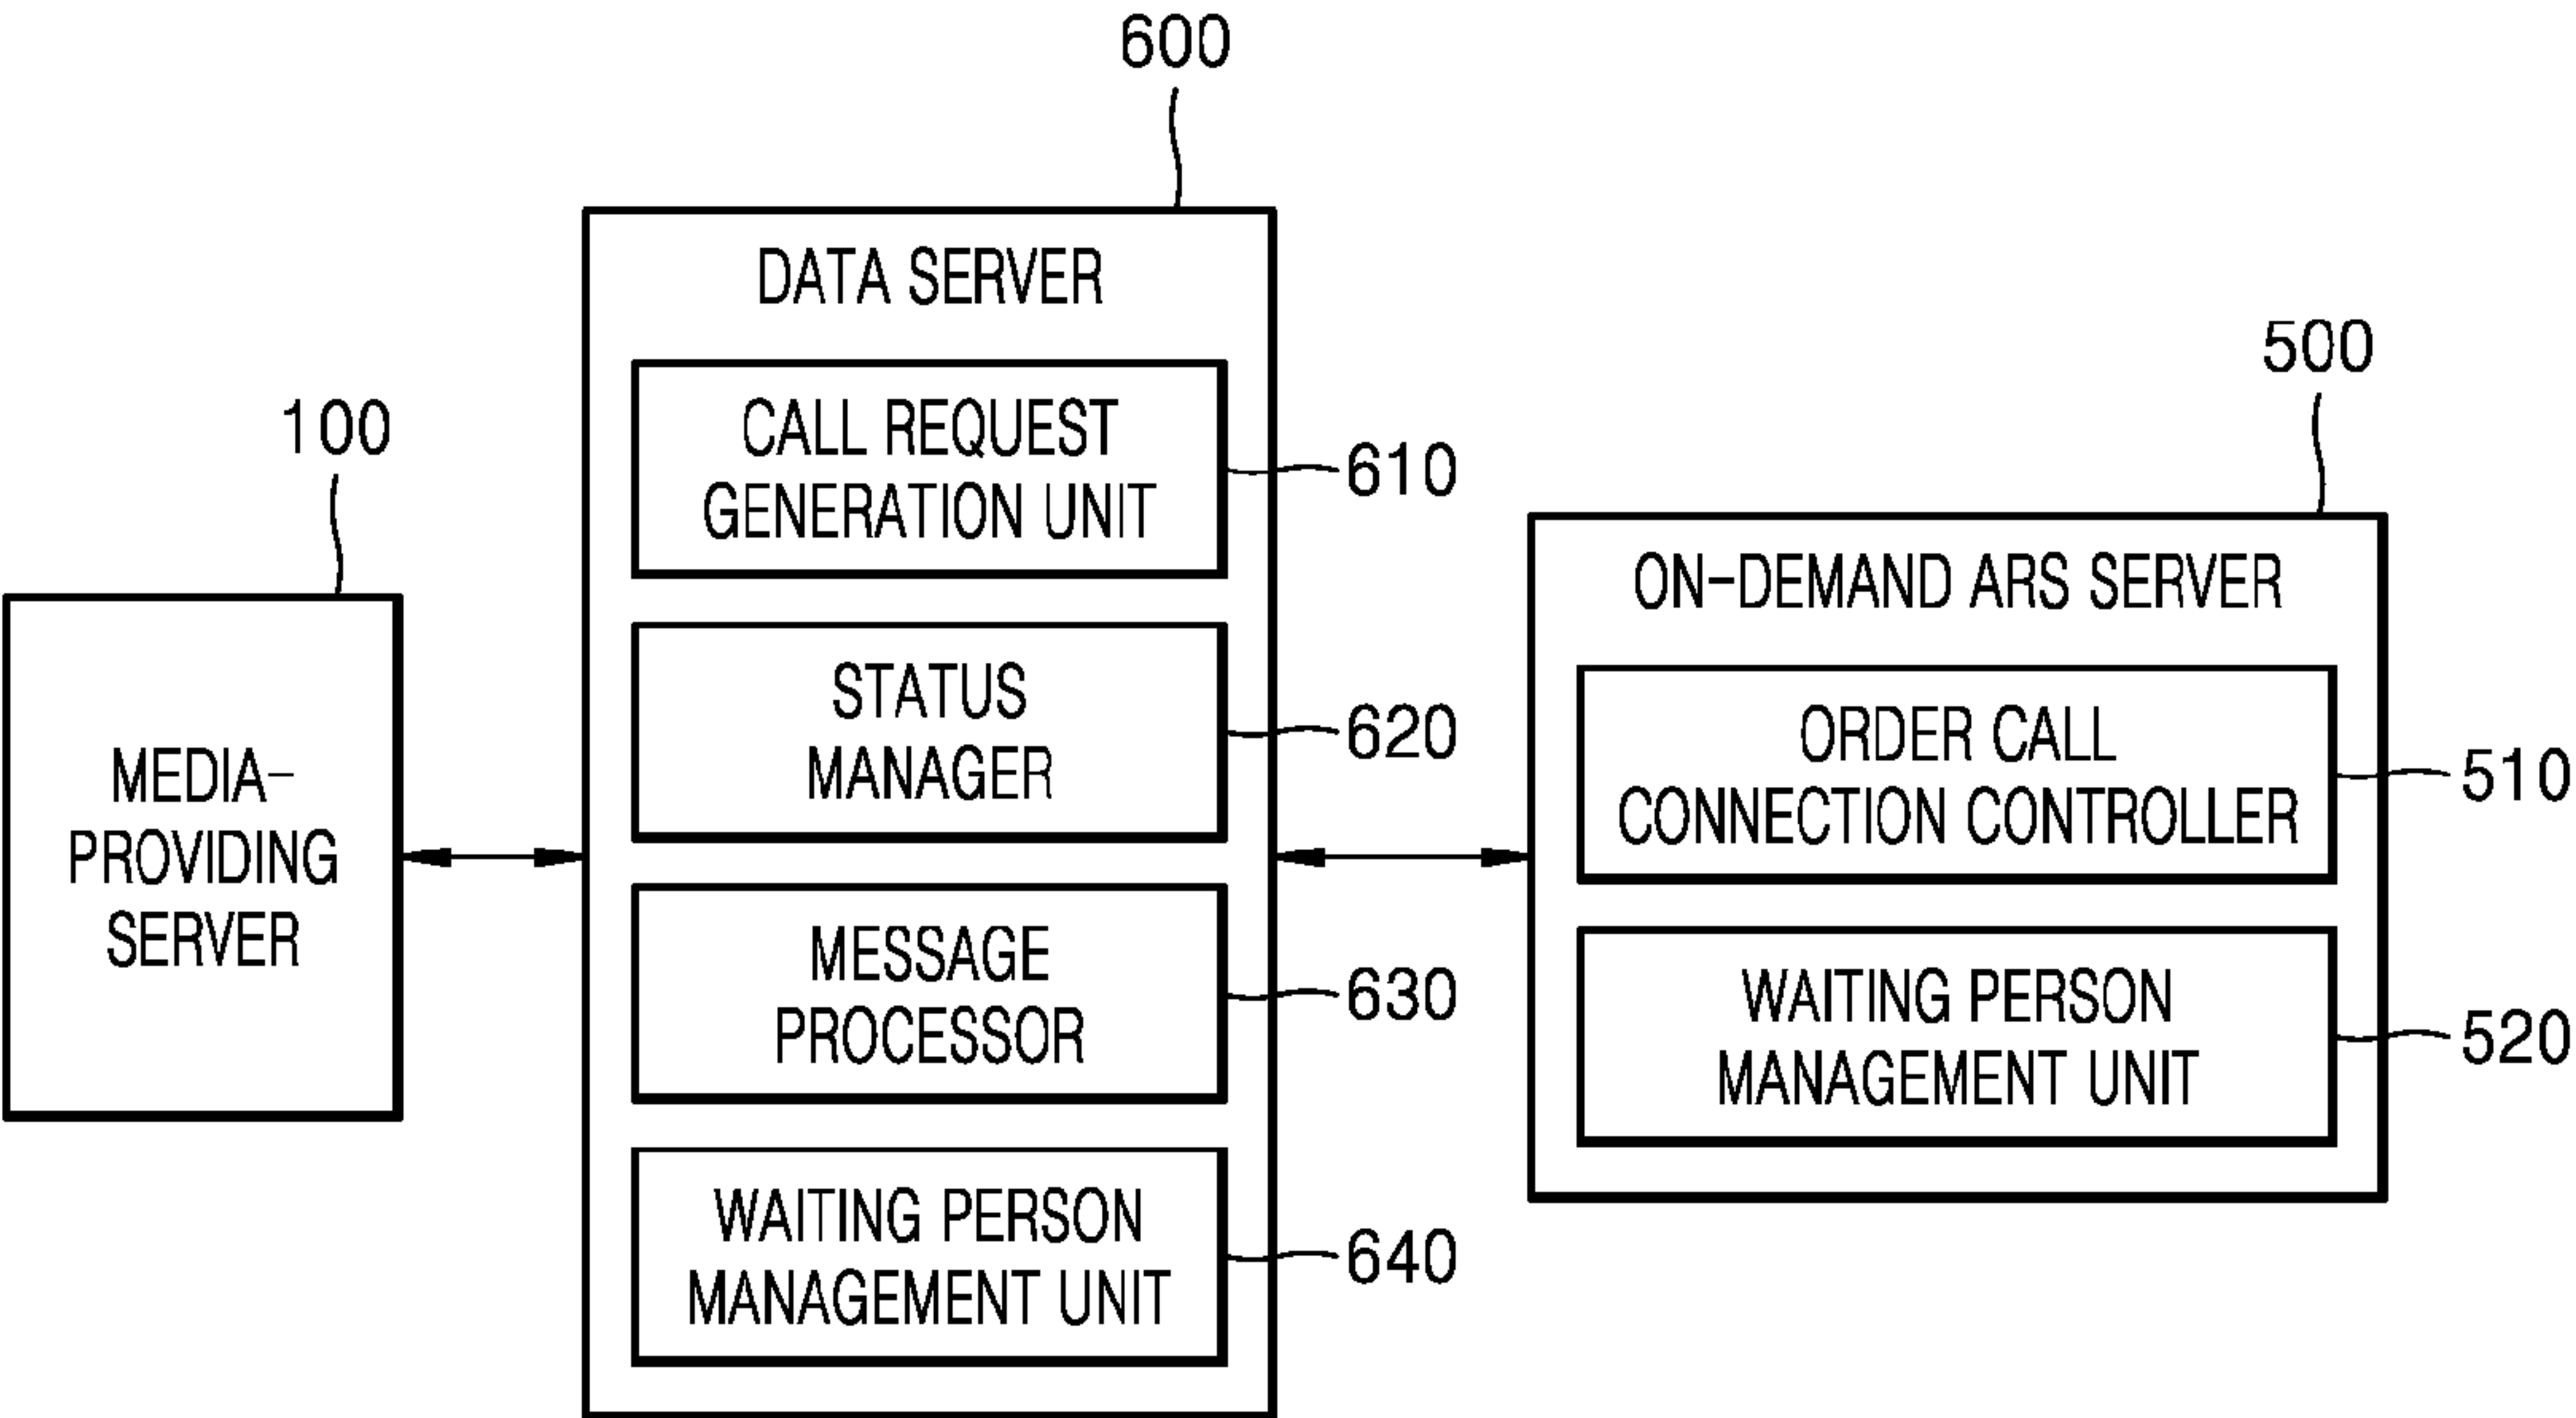 600
DATA SERVER
CALL REQUEST
GENERATION UNIT
610
STATUS
MANAGER
620
MESSAGE
PROCESSOR
630
WAITING PERSON
MANAGEMENT UNIT
640
100
MEDIA-
PROVIDING
SERVER
500
ON-DEMAND ARS SERVER
ORDER CALL
CONNECTION CONTROLLER
510
WAITING PERSON
MANAGEMENT UNIT
520